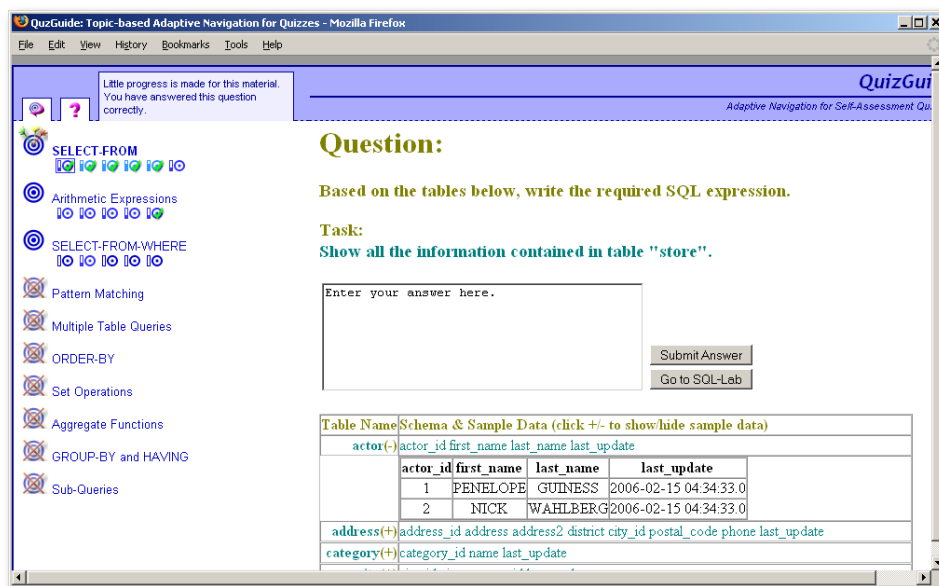 QuzGuide: Topic-based Adaptive Navigation for Quizzes - Mozilla Firefox
File Edit View History Bookmarks Tools Help
Little progress is made for this material.
You have answered this question
correctly.
QuizGui
Adaptive Navigation for Self-Assessment Qu
?
SELECT-FROM
Arithmetic Expressions
SELECT-FROM-WHERE
Pattern Matching
Multiple Table Queries
ORDER-BY
Set Operations
Aggregate Functions
GROUP-BY and HAVING
Sub-Queries
Question:
Based on the tables below, write the required SQL expression.
Task:
Show all the information contained in table "store".
Enter your answer here.
Submit Answer
Go to SQL-Lab
Table Name Schema & Sample Data (click +/- to show/hide sample data)
actor(-) actor_id first_name last_name last_update
actor_id first_name last_name last_update
1 PENELOPE GUINESS 2006-02-15 04:34:33.0
2 NICK WAHLBERG 2006-02-15 04:34:33.0
address(+) address_id address address2 district city_id postal_code phone last_update
category(+) category_id name last_update